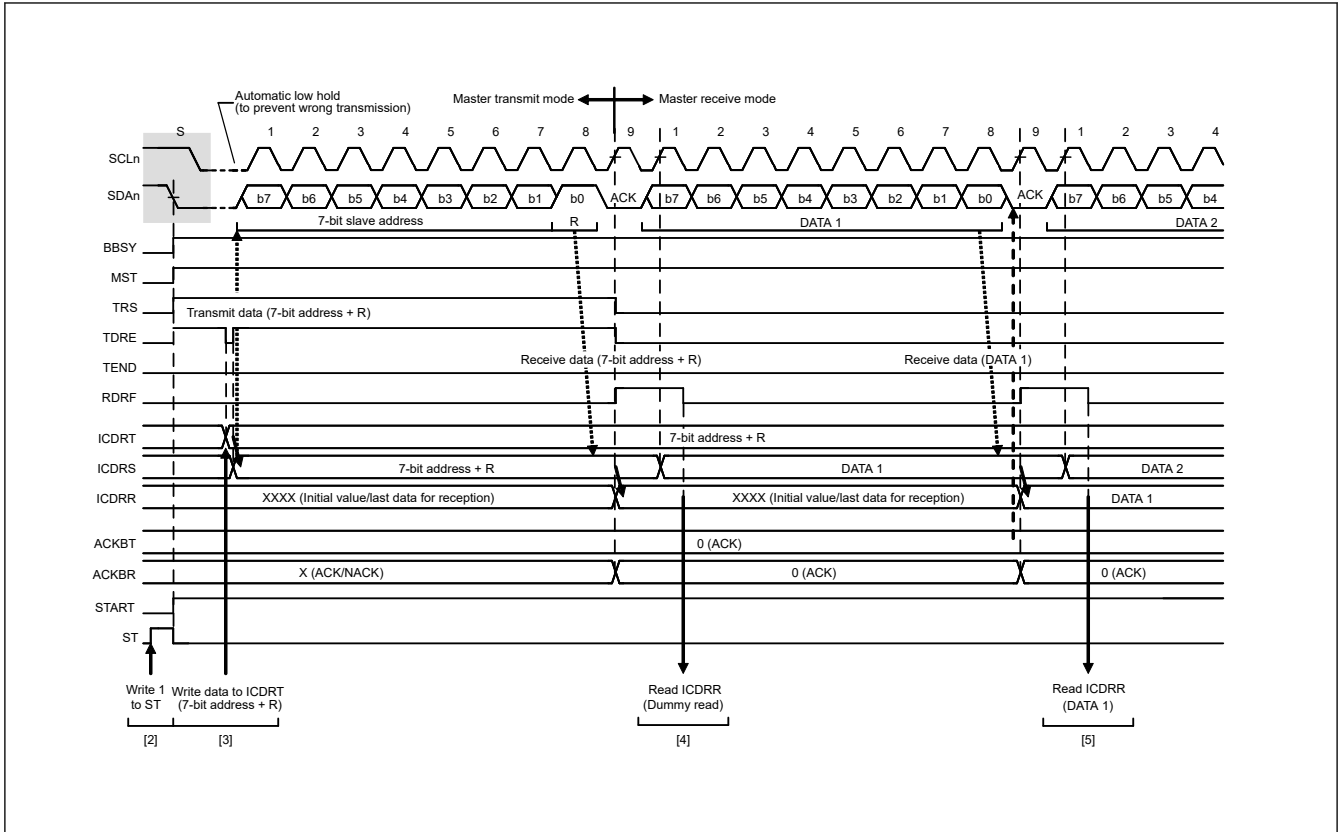 Automatic low hold
(to prevent wrong transmission)
Master transmit mode
Master receive mode
S 1 2 3 4 5 6 7 8 9 1 2 3 4 5 6 7 8 9 1 2 3 4
SCLn
SDAn b7 b6 b5 b4 b3 b2 b1 b0 ACK b7 b6 b5 b4 b3 b2 b1 b0 ACK b7 b6 b5 b4
7-bit slave address R DATA 1 DATA 2
BBSY
MST
TRS
Transmit data (7-bit address + R)
TDRE
Receive data (7-bit address + R) Receive data (DATA 1)
TEND
RDRF
ICDRT 7-bit address + R
ICDRS 7-bit address + R DATA 1 DATA 2
ICDRR XXXX (Initial value/last data for reception) XXXX (Initial value/last data for reception) DATA 1
ACKBT 0 (ACK)
ACKBR X (ACK/NACK) 0 (ACK) 0 (ACK)
START
ST
Write 1
to ST
Write data to ICDRT
(7-bit address + R)
Read ICDRR
(Dummy read)
Read ICDRR
(DATA 1)
[2] [3] [4] [5]